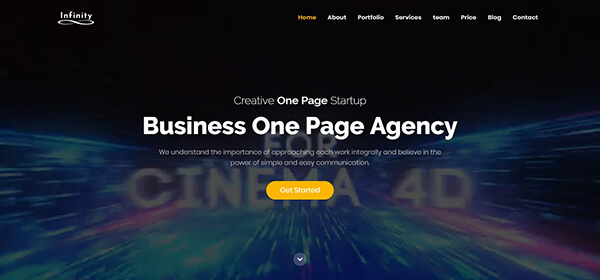 Infinity
Home About Portfolio Services team Price Blog Contact
Creative One Page Startup
Business One Page Agency
We understand the importance of approaching each work integrally and believe in the
power of simple and easy communication.
FOR
CINEMA 4D
Get Started